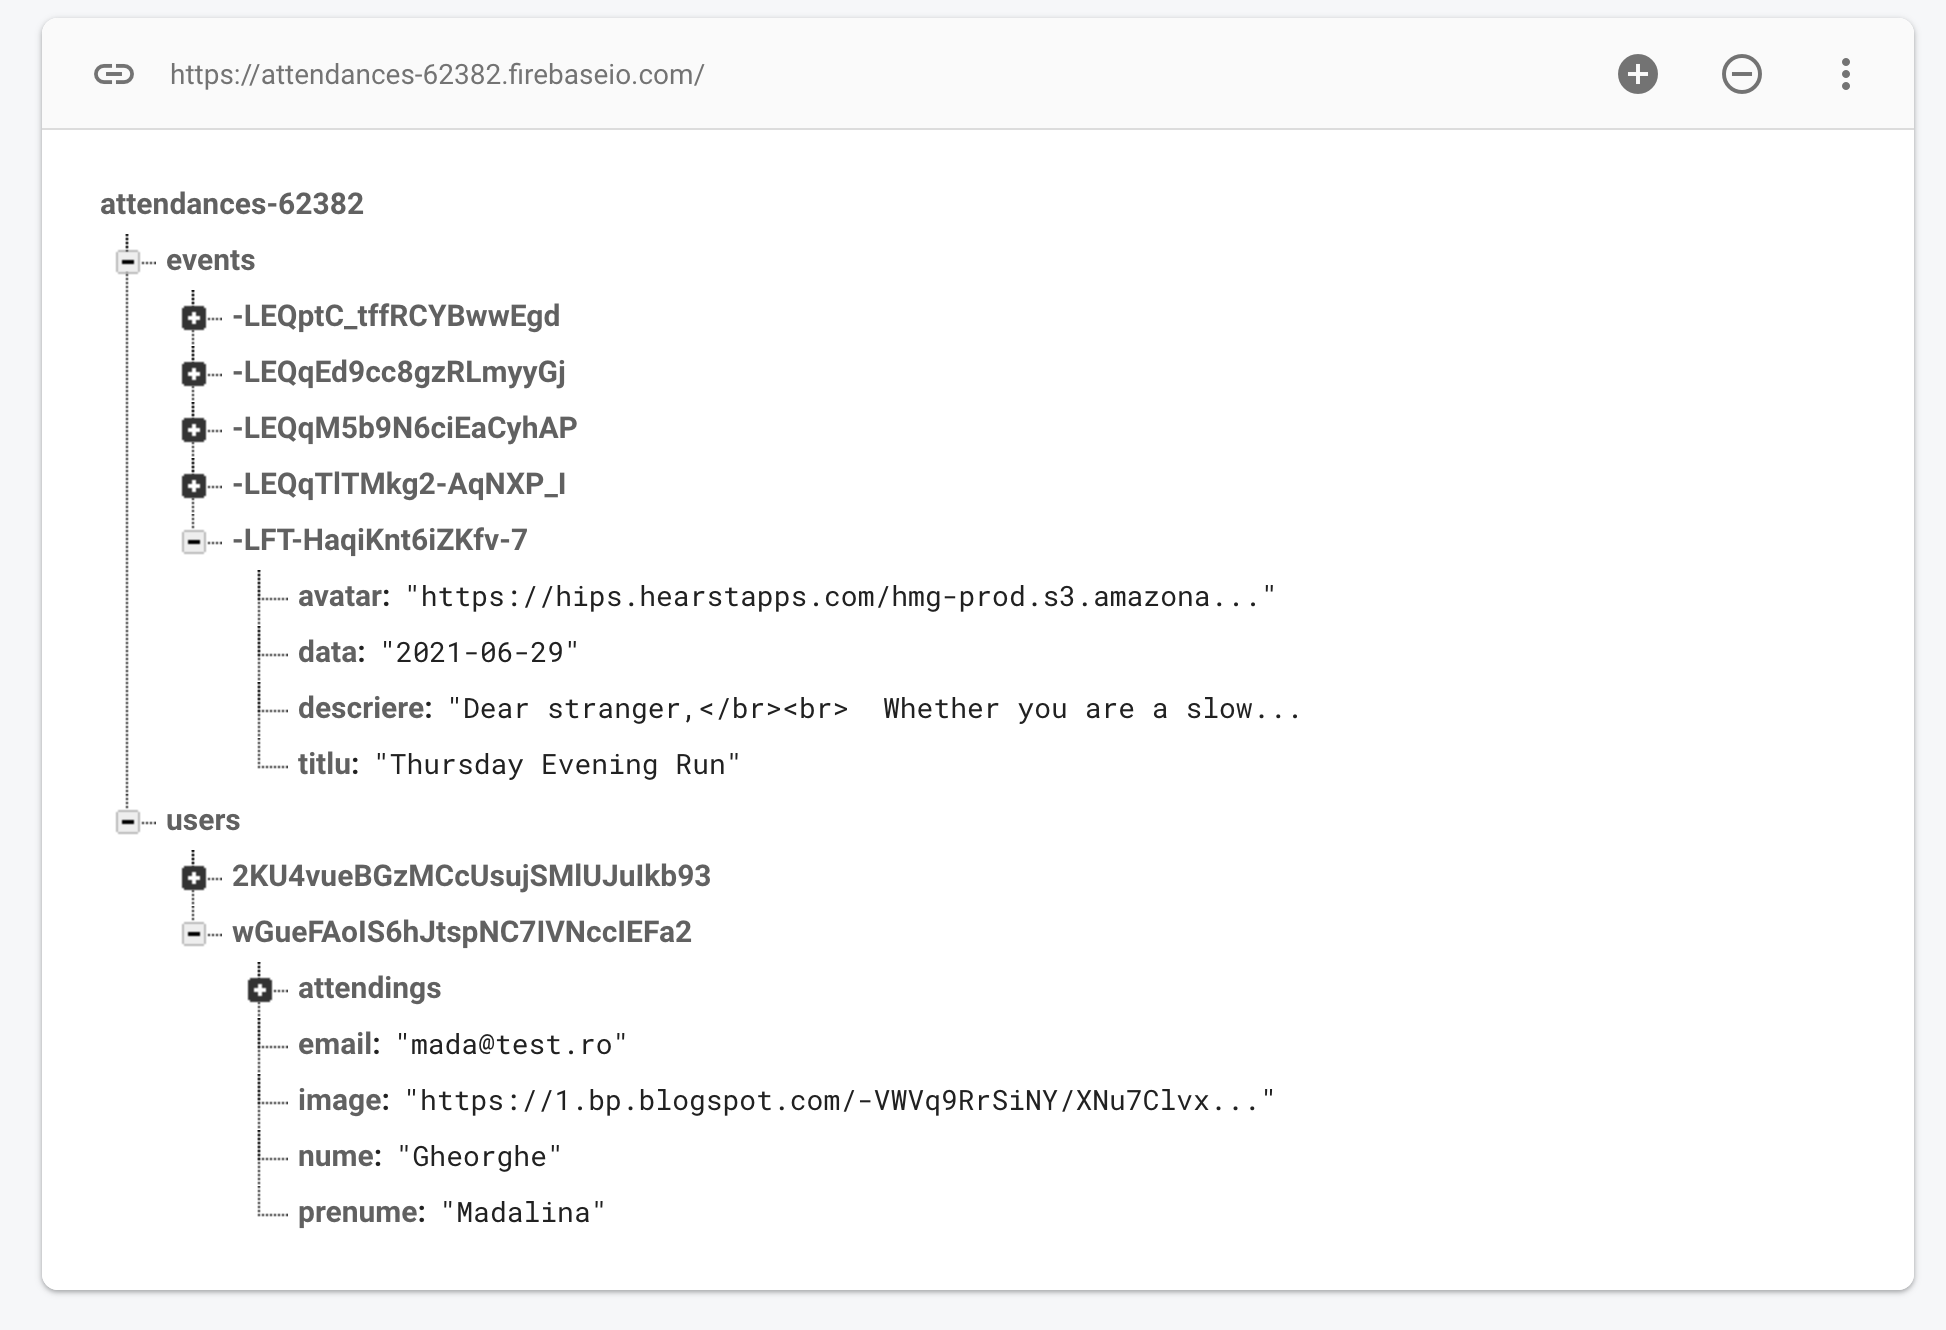 https://attendances-62382.firebaseio.com/
attendances-62382
events
-LEQptC_tffRCYBwwEgd
-LEQqEd9cc8gzRLmyyGj
-LEQqM5b9N6ciEaCyhAP
-LEQqTlTMkg2-AqNXP_I
-LFT-HaqiKnt6iZKfv-7
avatar: "https://hips.hearstapps.com/hmg-prod.s3.amazona..."
data: "2021-06-29"
descriere: "Dear stranger,</br><br>  Whether you are a slow...
titlu: "Thursday Evening Run"
users
2KU4vueBGzMCcUsujSMlUJuIkb93
wGueFAoIS6hJtspNC7IVNccIEFa2
attendings
email: "mada@test.ro"
image: "https://1.bp.blogspot.com/-VWVq9RrSiNY/XNu7Clvx..."
nume: "Gheorghe"
prenume: "Madalina"